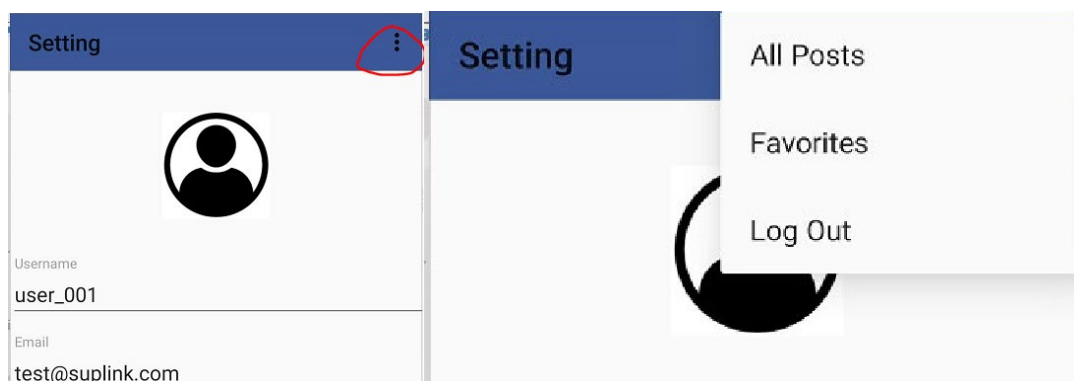 Setting
Username
user_001
Email
test@suplink.com
Setting
All Posts
Favorites
Log Out